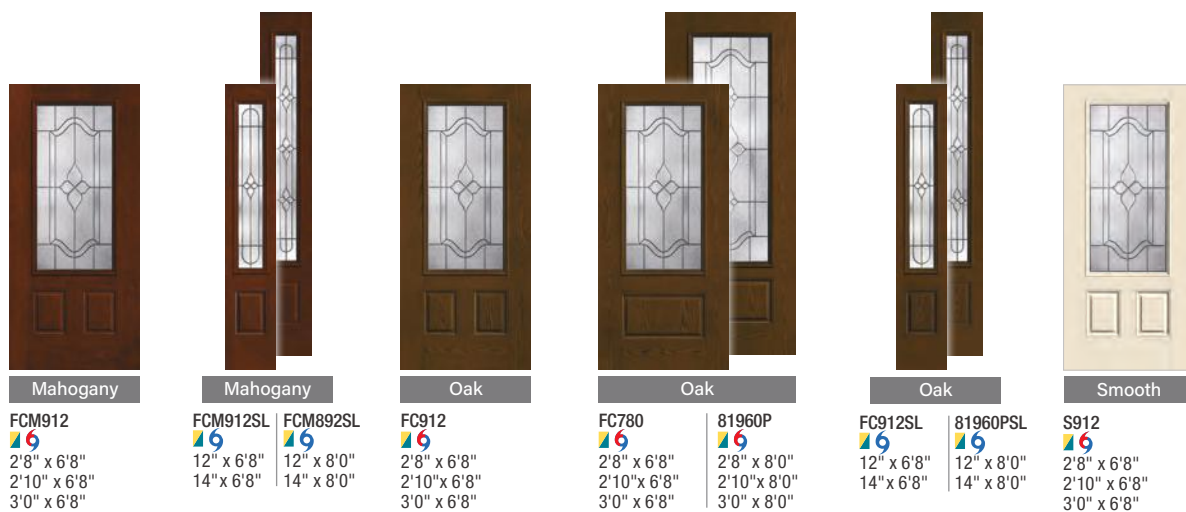 Mahogany
FCM912
2'8" x 6'8"
2'10" x 6'8"
3'0" x 6'8"
Mahogany
FCM912SL
12" x 6'8"
14"x 6'8"
FCM892SL
12" x 8'0"
14" x 8'0"
Oak
FC912
2'8" x 6'8"
2'10"x 6'8"
3'0" x 6'8"
Oak
FC780
2'8" x 6'8"
2'10"x 6'8"
3'0" x 6'8"
81960P
2'8" x 8'0"
2'10"x 8'0"
3'0" x 8'0"
Oak
FC912SL
12" x 6'8"
14"x 6'8"
81960PSL
12" x 8'0"
14" x 8'0"
Smooth
S912
2'8" x 6'8"
2'10" x 6'8"
3'0" x 6'8"